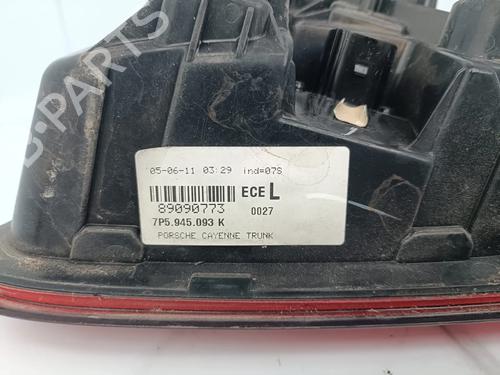 05-06-11 03:29 ind=07S
ECE L
89090773 0027
7P5.945.093 K
PORSCHE CAYENNE TRUNK
B-PARTS